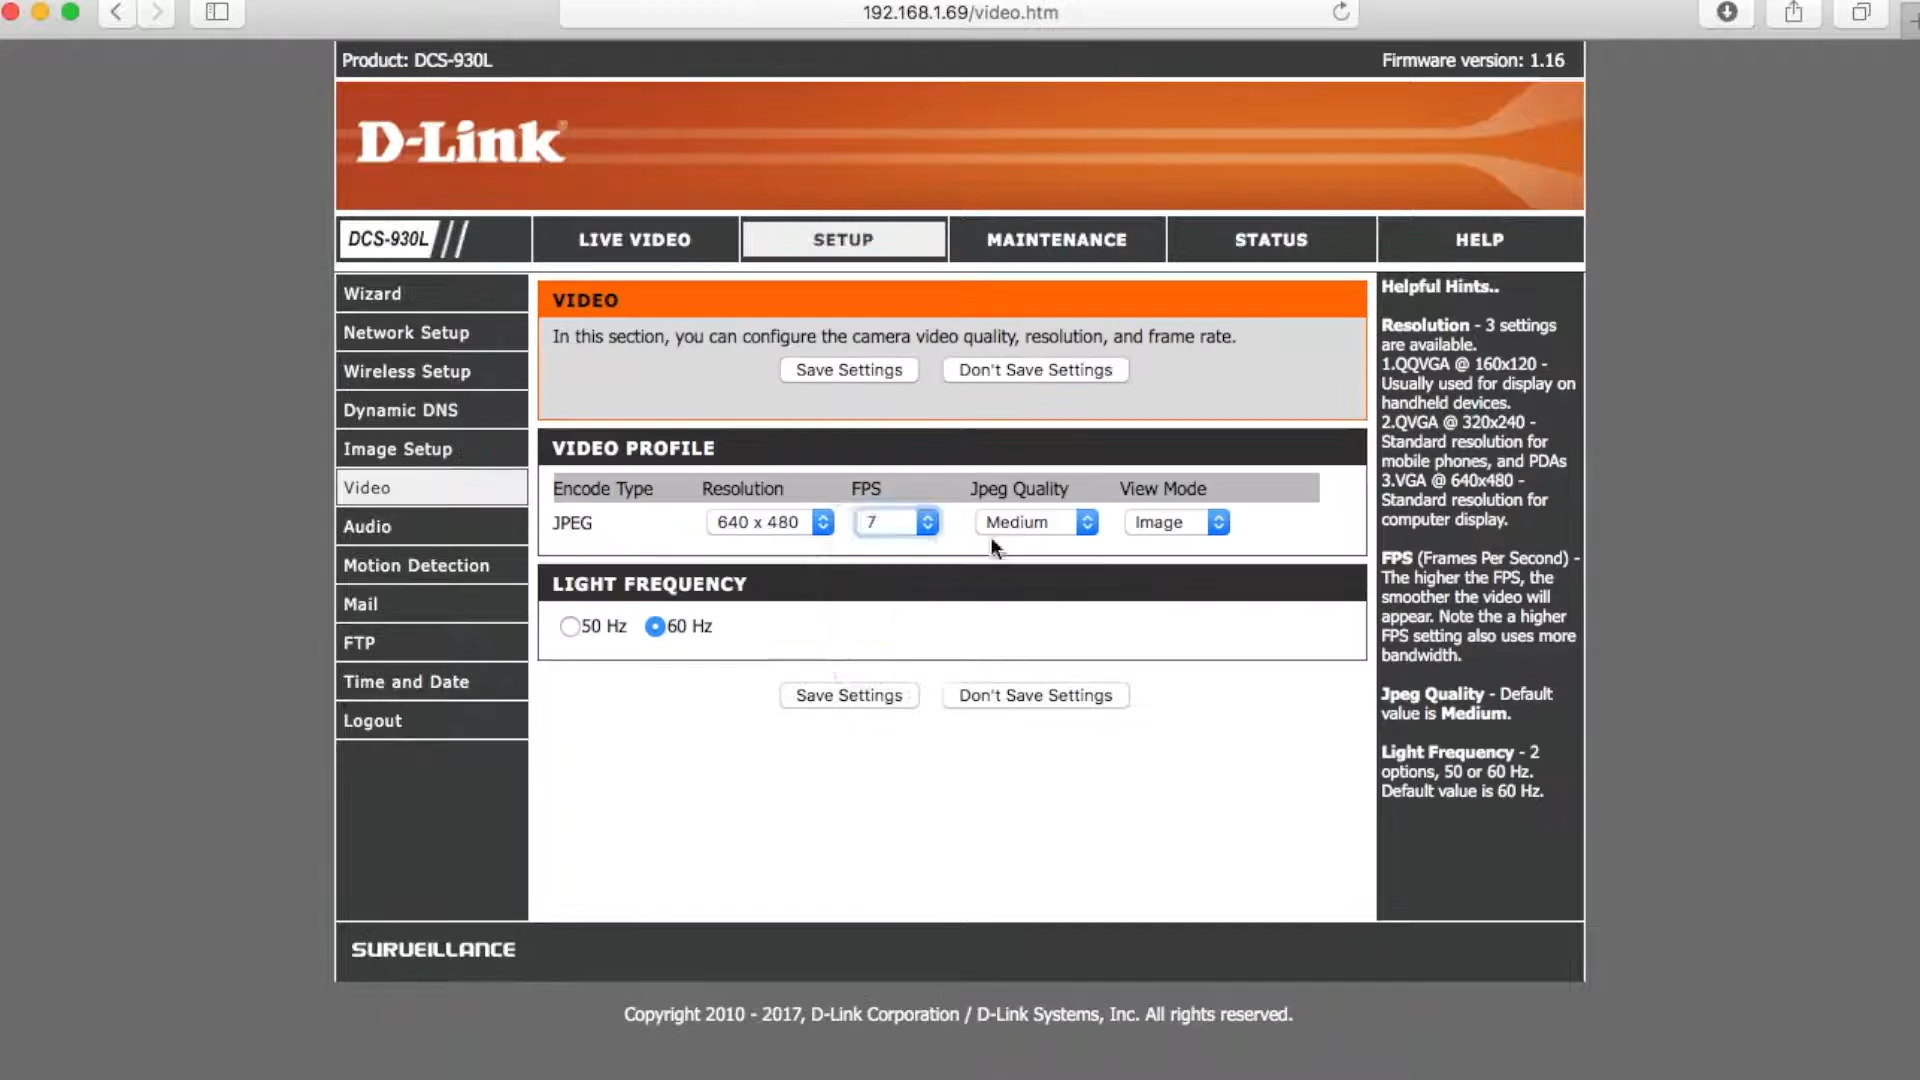 192.168.1.69/video.htm
Product: DCS-930L
Firmware version: 1.16
D-Link®
DCS-930L
LIVE VIDEO
SETUP
MAINTENANCE
STATUS
HELP
Wizard
Network Setup
Wireless Setup
Dynamic DNS
Image Setup
Video
Audio
Motion Detection
Mail
FTP
Time and Date
Logout
VIDEO
In this section, you can configure the camera video quality, resolution, and frame rate.
Save Settings
Don't Save Settings
VIDEO PROFILE
Encode Type Resolution FPS Jpeg Quality View Mode
JPEG 640 x 480 7 Medium Image
LIGHT FREQUENCY
50 Hz 60 Hz
Save Settings
Don't Save Settings
Helpful Hints..
Resolution - 3 settings
are available.
1.QQVGA @ 160x120 -
Usually used for display on
handheld devices.
2.QVGA @ 320x240 -
Standard resolution for
mobile phones, and PDAs
3.VGA @ 640x480 -
Standard resolution for
computer display.
FPS (Frames Per Second) -
The higher the FPS, the
smoother the video will
appear. Note the a higher
FPS setting also uses more
bandwidth.
Jpeg Quality - Default
value is Medium.
Light Frequency - 2
options, 50 or 60 Hz.
Default value is 60 Hz.
SURVEILLANCE
Copyright 2010 - 2017, D-Link Corporation / D-Link Systems, Inc. All rights reserved.